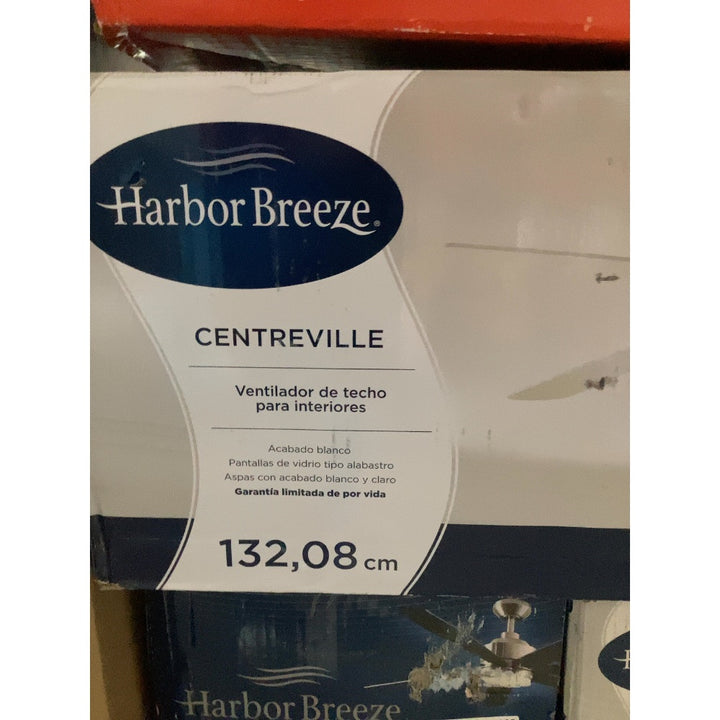 Harbor Breeze®
CENTREVILLE
Ventilador de techo
para interiores
Acabado blanco
Pantallas de vidrio tipo alabastro
Aspas con acabado blanco y claro
Garantía limitada de por vida
132,08 cm
Harbor Breeze